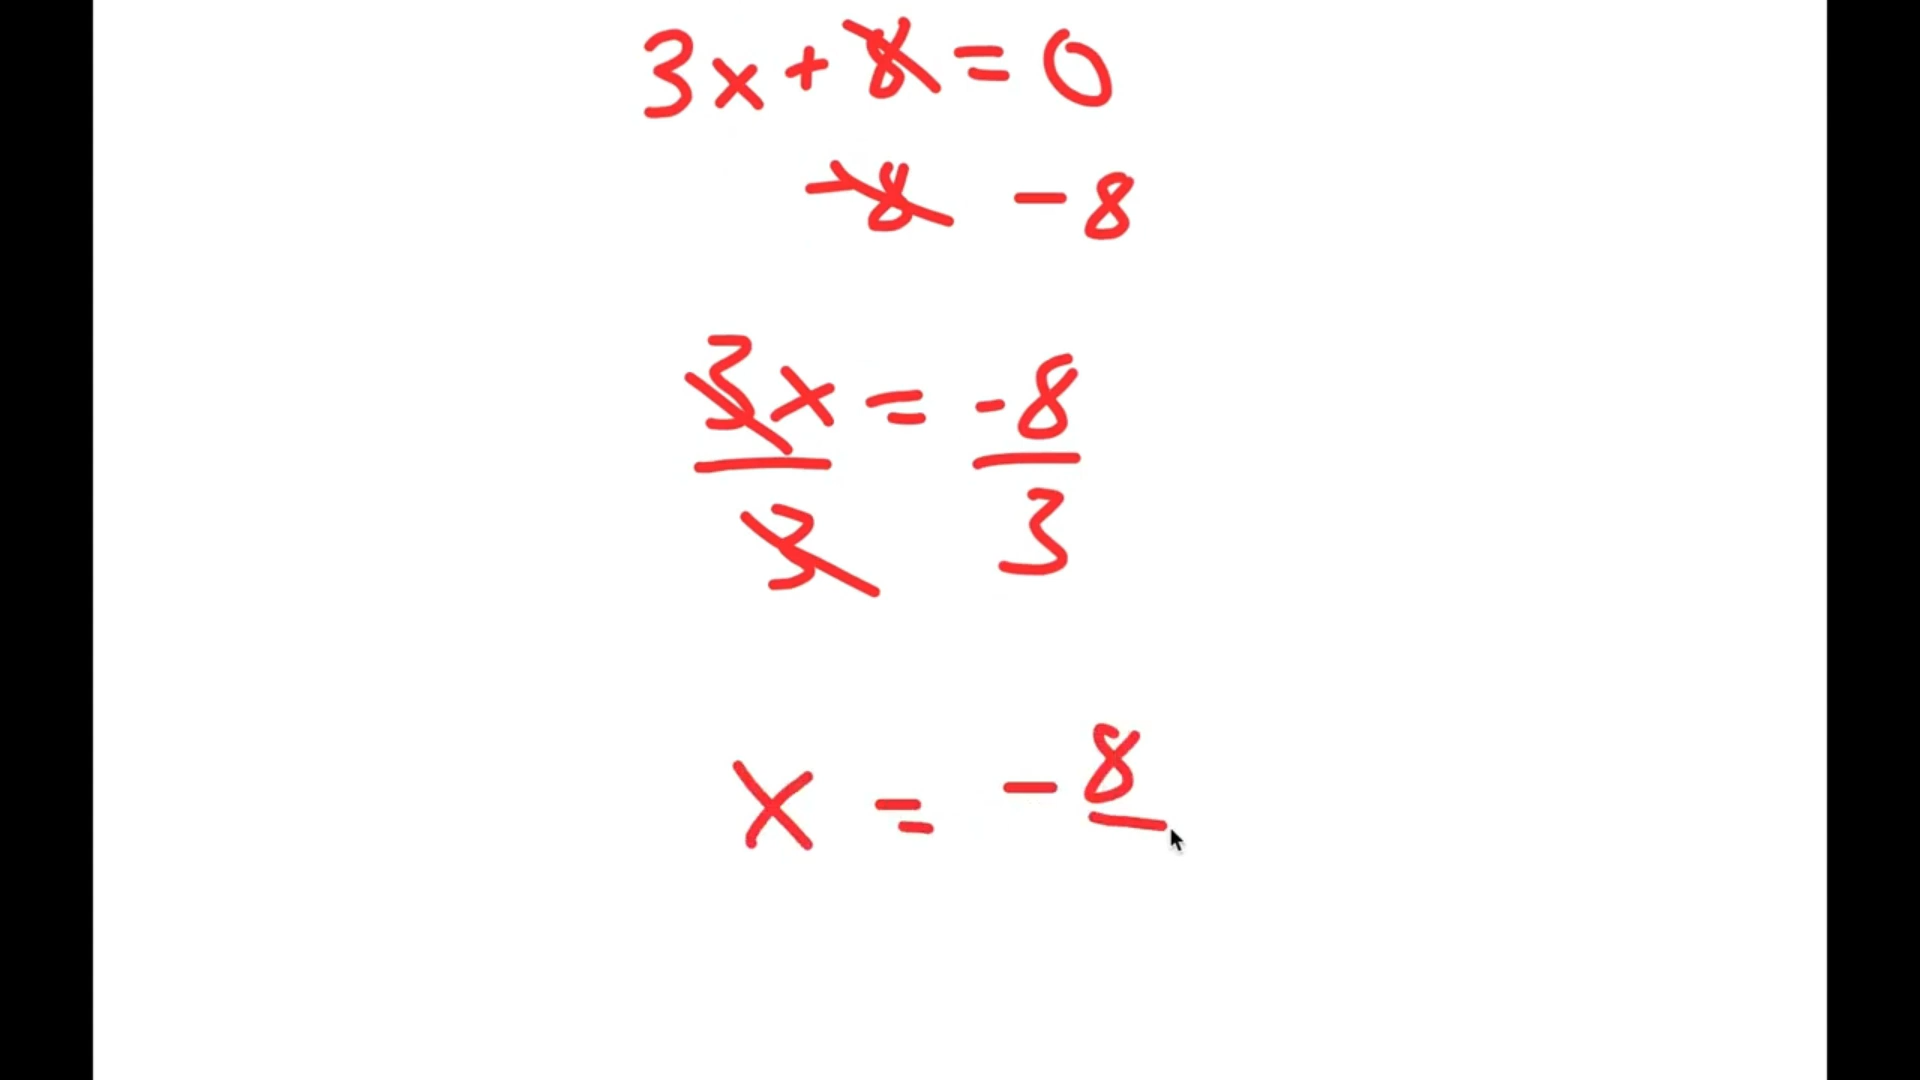 3x + 8 = 0
-8 -8
3x = -8
3 3
x = -8